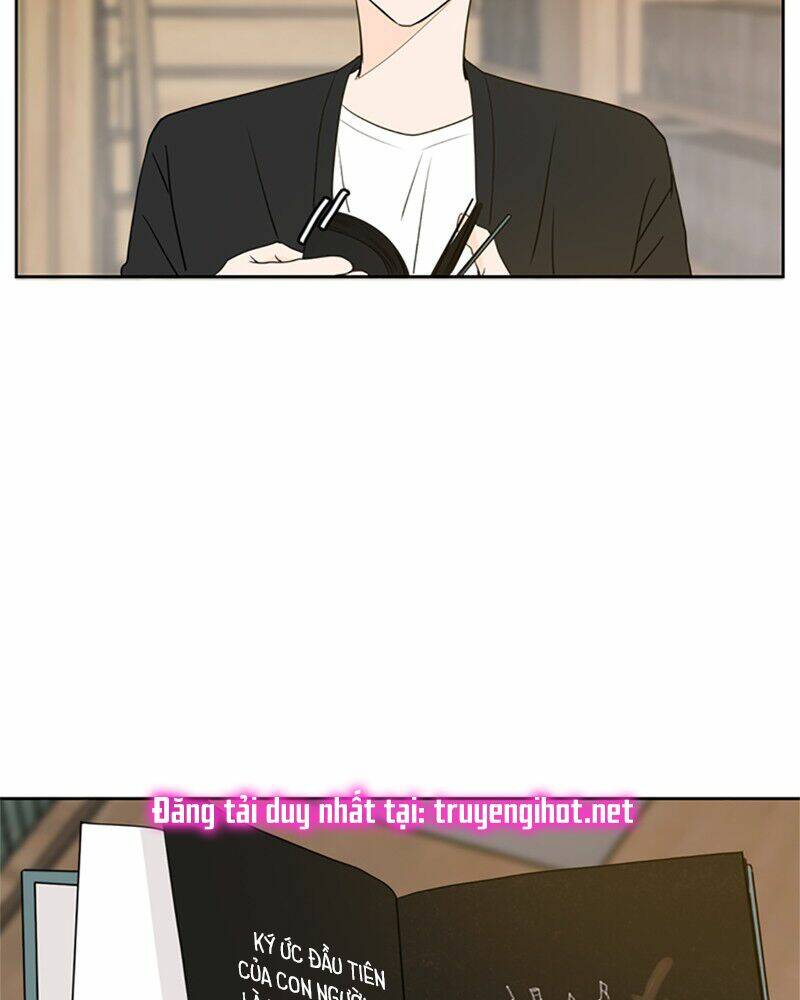 Đăng tải duy nhất tại: truyengihot.net
KÝ ỨC ĐẦU TIÊN
CỦA CON NGƯỜI